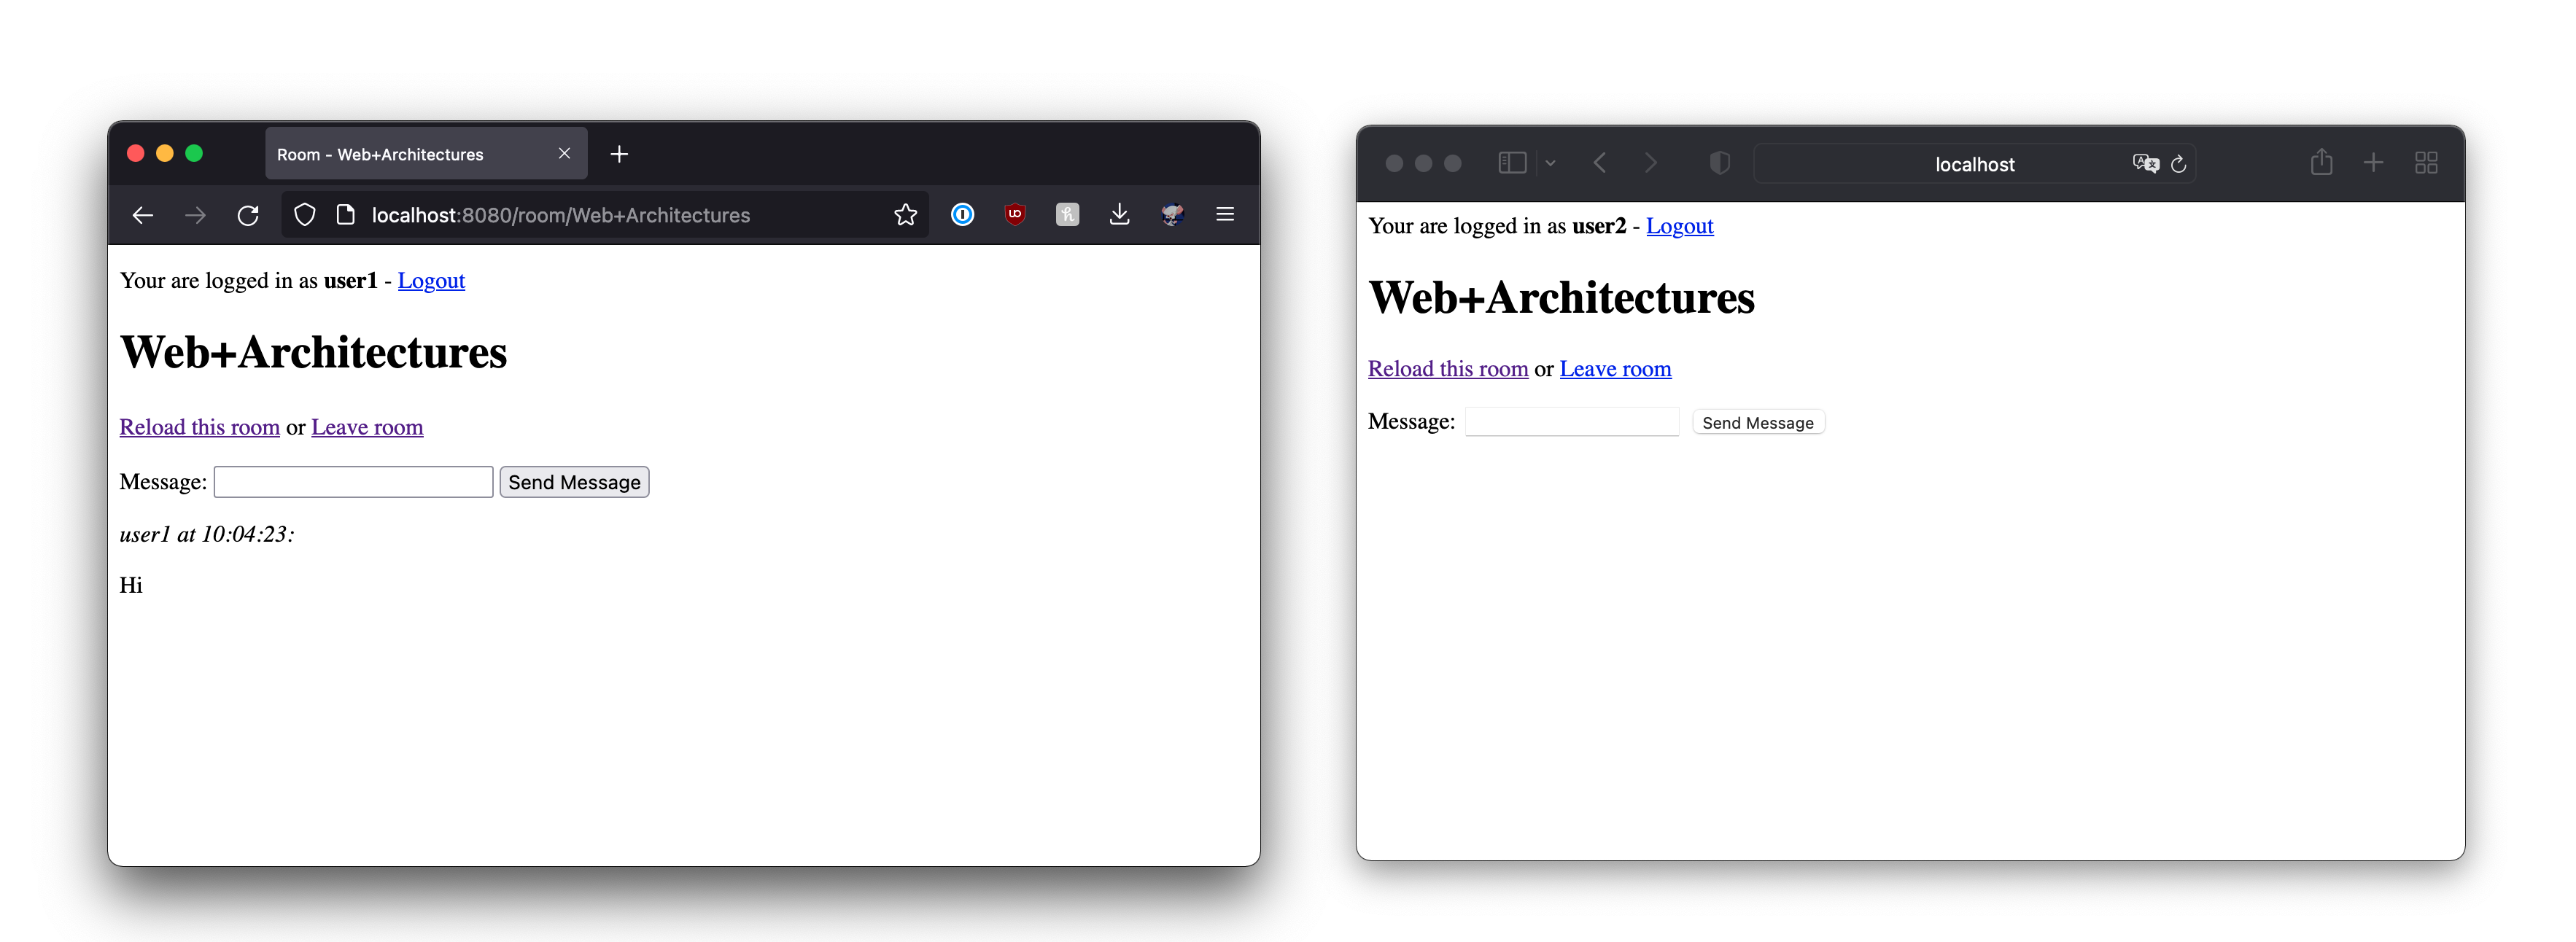 Room - Web+Architectures
localhost:8080/room/Web+Architectures
Your are logged in as user1 - Logout
Web+Architectures
Reload this room or Leave room
Message: Send Message
user1 at 10:04:23:
Hi
localhost
Your are logged in as user2 - Logout
Web+Architectures
Reload this room or Leave room
Message: Send Message